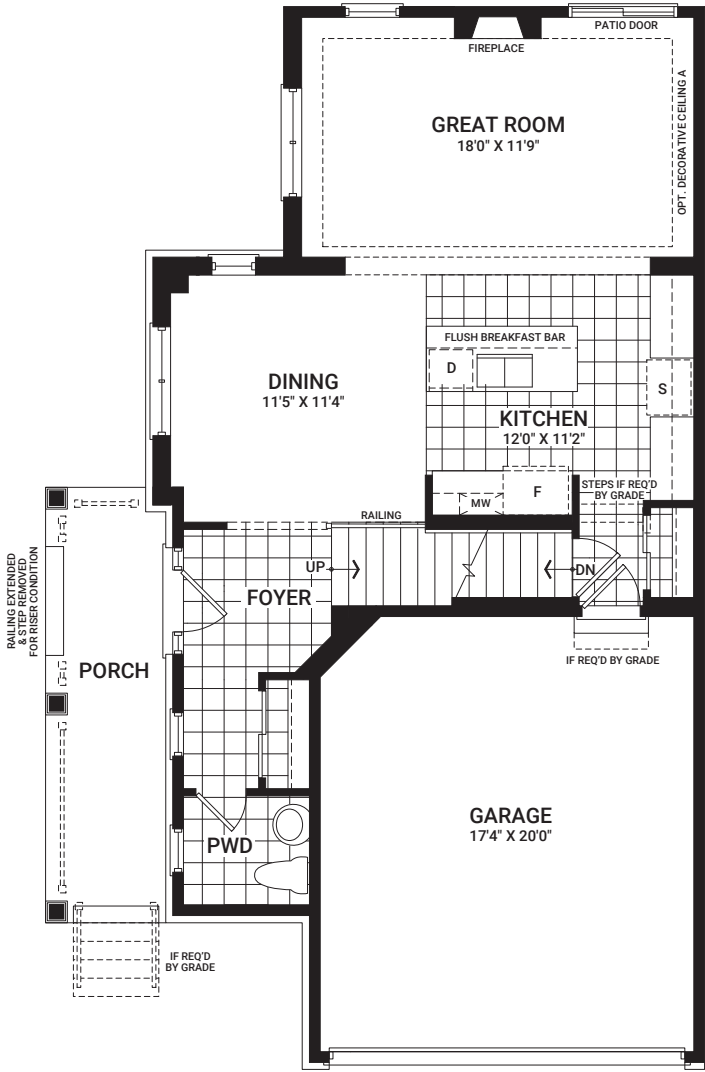 PATIO DOOR
FIREPLACE
OPT. DECORATIVE CEILING A
GREAT ROOM
18'0" X 11'9"
FLUSH BREAKFAST BAR
D
S
DINING
11'5" X 11'4"
KITCHEN
12'0" X 11'2"
F
MW
STEPS IF REQ'D
BY GRADE
RAILING
UP
DN
FOYER
RAILING EXTENDED
& STEP REMOVED
FOR RISER CONDITION
PORCH
IF REQ'D BY GRADE
GARAGE
17'4" X 20'0"
PWD
IF REQ'D
BY GRADE